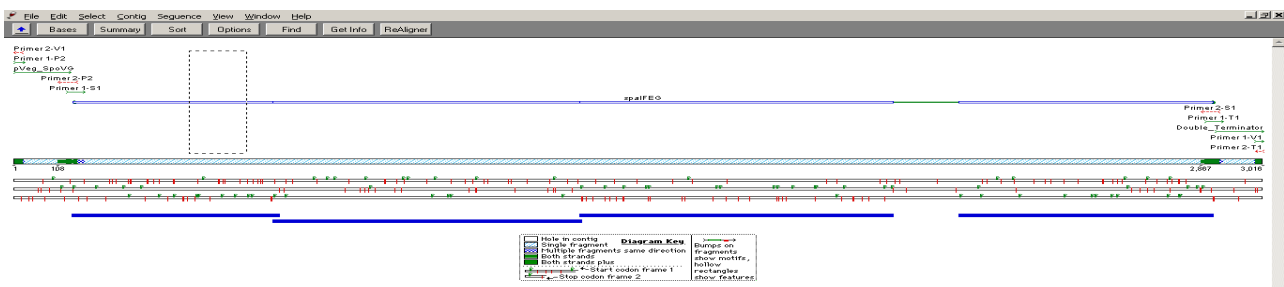 File Edit Select Contig Sequence View Window Help
Bases Summary Sort Options Find Get Info ReAligner
Primer 2-V1
Primer 1-P2
pVeg_SpoVG
Primer 2-P2
Primer 1-S1
spaIFEG
Primer 2-S1
Primer 1-T1
Double_Terminator
Primer 1-V1
Primer 2-T1
1 108 2,867 3,016
Hole in contig
Single fragment
Multiple fragments same direction
Both strands
Both strands plus
Start codon frame 1
Stop codon frame 2
Diagram Key
Bumps on
fragments
show motifs,
hollow
rectangles
show features